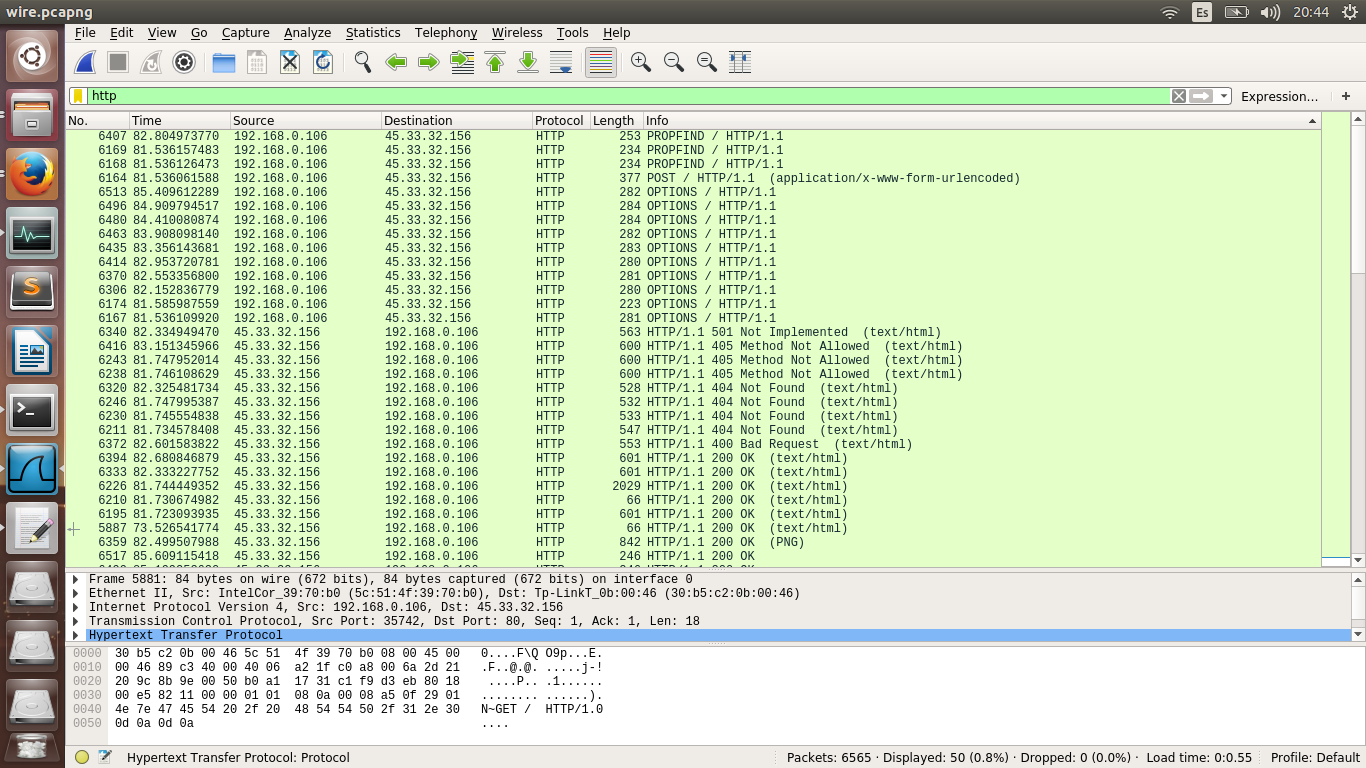 wire.pcapng
Es 20:44
File Edit View Go Capture Analyze Statistics Telephony Wireless Tools Help
http Expression… +
No. Time Source Destination Protocol Length Info
6407 82.804973770 192.168.0.106 45.33.32.156 HTTP 253 PROPFIND / HTTP/1.1
6169 81.536157483 192.168.0.106 45.33.32.156 HTTP 234 PROPFIND / HTTP/1.1
6168 81.536126473 192.168.0.106 45.33.32.156 HTTP 234 PROPFIND / HTTP/1.1
6164 81.536061588 192.168.0.106 45.33.32.156 HTTP 377 POST / HTTP/1.1 (application/x-www-form-urlencoded)
6513 85.409612289 192.168.0.106 45.33.32.156 HTTP 282 OPTIONS / HTTP/1.1
6496 84.909794517 192.168.0.106 45.33.32.156 HTTP 284 OPTIONS / HTTP/1.1
6480 84.410080874 192.168.0.106 45.33.32.156 HTTP 284 OPTIONS / HTTP/1.1
6463 83.908098140 192.168.0.106 45.33.32.156 HTTP 282 OPTIONS / HTTP/1.1
6435 83.356143681 192.168.0.106 45.33.32.156 HTTP 283 OPTIONS / HTTP/1.1
6414 82.953720781 192.168.0.106 45.33.32.156 HTTP 280 OPTIONS / HTTP/1.1
6370 82.553356800 192.168.0.106 45.33.32.156 HTTP 281 OPTIONS / HTTP/1.1
6306 82.152836779 192.168.0.106 45.33.32.156 HTTP 280 OPTIONS / HTTP/1.1
6174 81.585987559 192.168.0.106 45.33.32.156 HTTP 223 OPTIONS / HTTP/1.1
6167 81.536109920 192.168.0.106 45.33.32.156 HTTP 281 OPTIONS / HTTP/1.1
6340 82.334949470 45.33.32.156 192.168.0.106 HTTP 563 HTTP/1.1 501 Not Implemented (text/html)
6416 83.151345966 45.33.32.156 192.168.0.106 HTTP 600 HTTP/1.1 405 Method Not Allowed (text/html)
6243 81.747952014 45.33.32.156 192.168.0.106 HTTP 600 HTTP/1.1 405 Method Not Allowed (text/html)
6238 81.746108629 45.33.32.156 192.168.0.106 HTTP 600 HTTP/1.1 405 Method Not Allowed (text/html)
6320 82.325481734 45.33.32.156 192.168.0.106 HTTP 528 HTTP/1.1 404 Not Found (text/html)
6246 81.747995387 45.33.32.156 192.168.0.106 HTTP 532 HTTP/1.1 404 Not Found (text/html)
6230 81.745554838 45.33.32.156 192.168.0.106 HTTP 533 HTTP/1.1 404 Not Found (text/html)
6211 81.734578408 45.33.32.156 192.168.0.106 HTTP 547 HTTP/1.1 404 Not Found (text/html)
6372 82.601583822 45.33.32.156 192.168.0.106 HTTP 553 HTTP/1.1 400 Bad Request (text/html)
6394 82.680846879 45.33.32.156 192.168.0.106 HTTP 601 HTTP/1.1 200 OK (text/html)
6333 82.333227752 45.33.32.156 192.168.0.106 HTTP 601 HTTP/1.1 200 OK (text/html)
6226 81.744449352 45.33.32.156 192.168.0.106 HTTP 2029 HTTP/1.1 200 OK (text/html)
6210 81.730674982 45.33.32.156 192.168.0.106 HTTP 66 HTTP/1.1 200 OK (text/html)
6195 81.723093935 45.33.32.156 192.168.0.106 HTTP 601 HTTP/1.1 200 OK (text/html)
5887 73.526541774 45.33.32.156 192.168.0.106 HTTP 66 HTTP/1.1 200 OK (text/html)
6359 82.499507988 45.33.32.156 192.168.0.106 HTTP 842 HTTP/1.1 200 OK (PNG)
6517 85.609115418 45.33.32.156 192.168.0.106 HTTP 246 HTTP/1.1 200 OK
Frame 5881: 84 bytes on wire (672 bits), 84 bytes captured (672 bits) on interface 0
Ethernet II, Src: IntelCor_39:70:b0 (5c:51:4f:39:70:b0), Dst: Tp-LinkT_0b:00:46 (30:b5:c2:0b:00:46)
Internet Protocol Version 4, Src: 192.168.0.106, Dst: 45.33.32.156
Transmission Control Protocol, Src Port: 35742, Dst Port: 80, Seq: 1, Ack: 1, Len: 18
Hypertext Transfer Protocol
0000 30 b5 c2 0b 00 46 5c 51 4f 39 70 b0 08 00 45 00 0....F\Q O9p...E.
0010 00 46 89 c3 40 00 40 06 a2 1f c0 a8 00 6a 2d 21 .F..@.@. .....j-!
0020 20 9c 8b 9e 00 50 b0 a1 17 31 c1 f9 d3 eb 80 18 ....P.. .1......
0030 00 e5 82 11 00 00 01 01 08 0a 00 08 a5 0f 29 01 ........ ......).
0040 4e 7e 47 45 54 20 2f 20 48 54 54 50 2f 31 2e 30 N~GET / HTTP/1.0
0050 0d 0a 0d 0a ....
Hypertext Transfer Protocol: Protocol Packets: 6565 · Displayed: 50 (0.8%) · Dropped: 0 (0.0%) · Load time: 0:0.55 Profile: Default